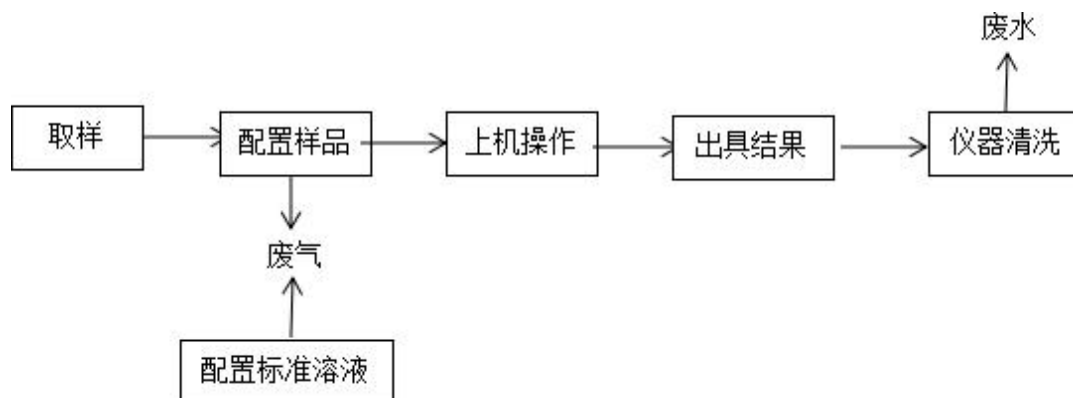 废水
取样
配置样品
上机操作
出具结果
仪器清洗
废气
配置标准溶液